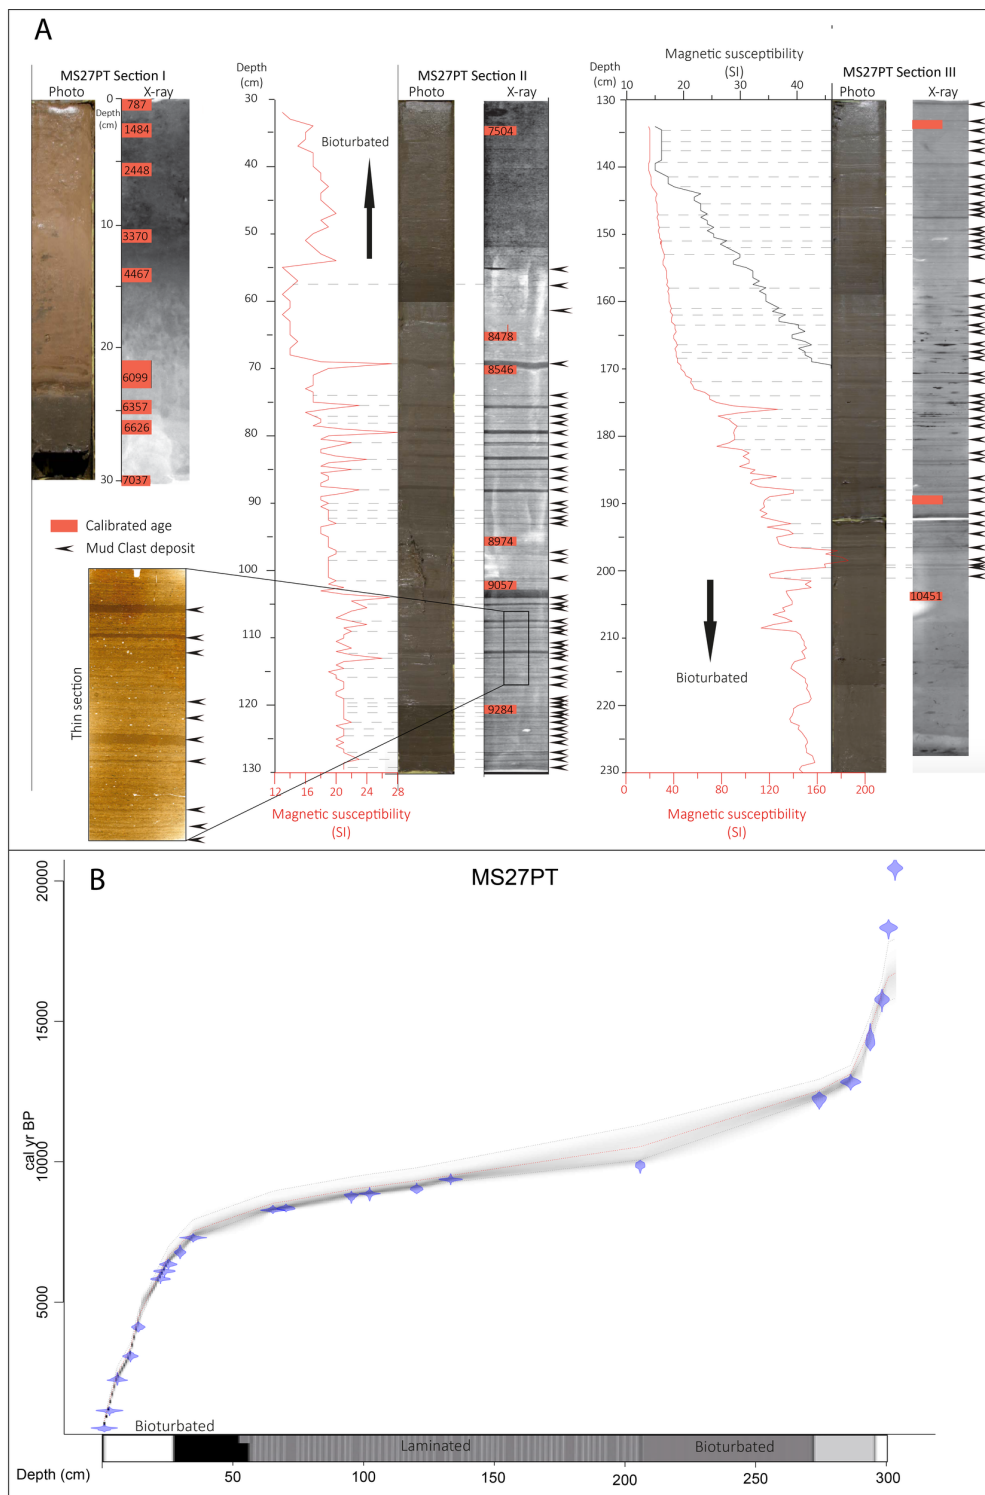 A
MS27PT Section I
Photo
X-ray
0
Depth
(cm)
10
20
30
787
1484
2448
3370
4467
6099
6357
6626
7037
Calibrated age
Mud Clast deposit
Thin section
Depth
(cm)
30
40
50
60
70
80
90
100
110
120
130
Bioturbated
12
16
20
24
28
Magnetic susceptibility
(SI)
MS27PT Section II
Photo
X-ray
7504
8478
8546
8974
9057
9284
Magnetic susceptibility
(SI)
Depth
(cm)
10
20
30
40
130
140
150
160
170
180
190
200
210
220
230
Bioturbated
0
40
80
120
160
200
Magnetic susceptibility
(SI)
MS27PT Section III
Photo
X-ray
10451
B
MS27PT
cal yr BP
20000
15000
10000
5000
Bioturbated
Laminated
Bioturbated
Depth (cm)
50
100
150
200
250
300